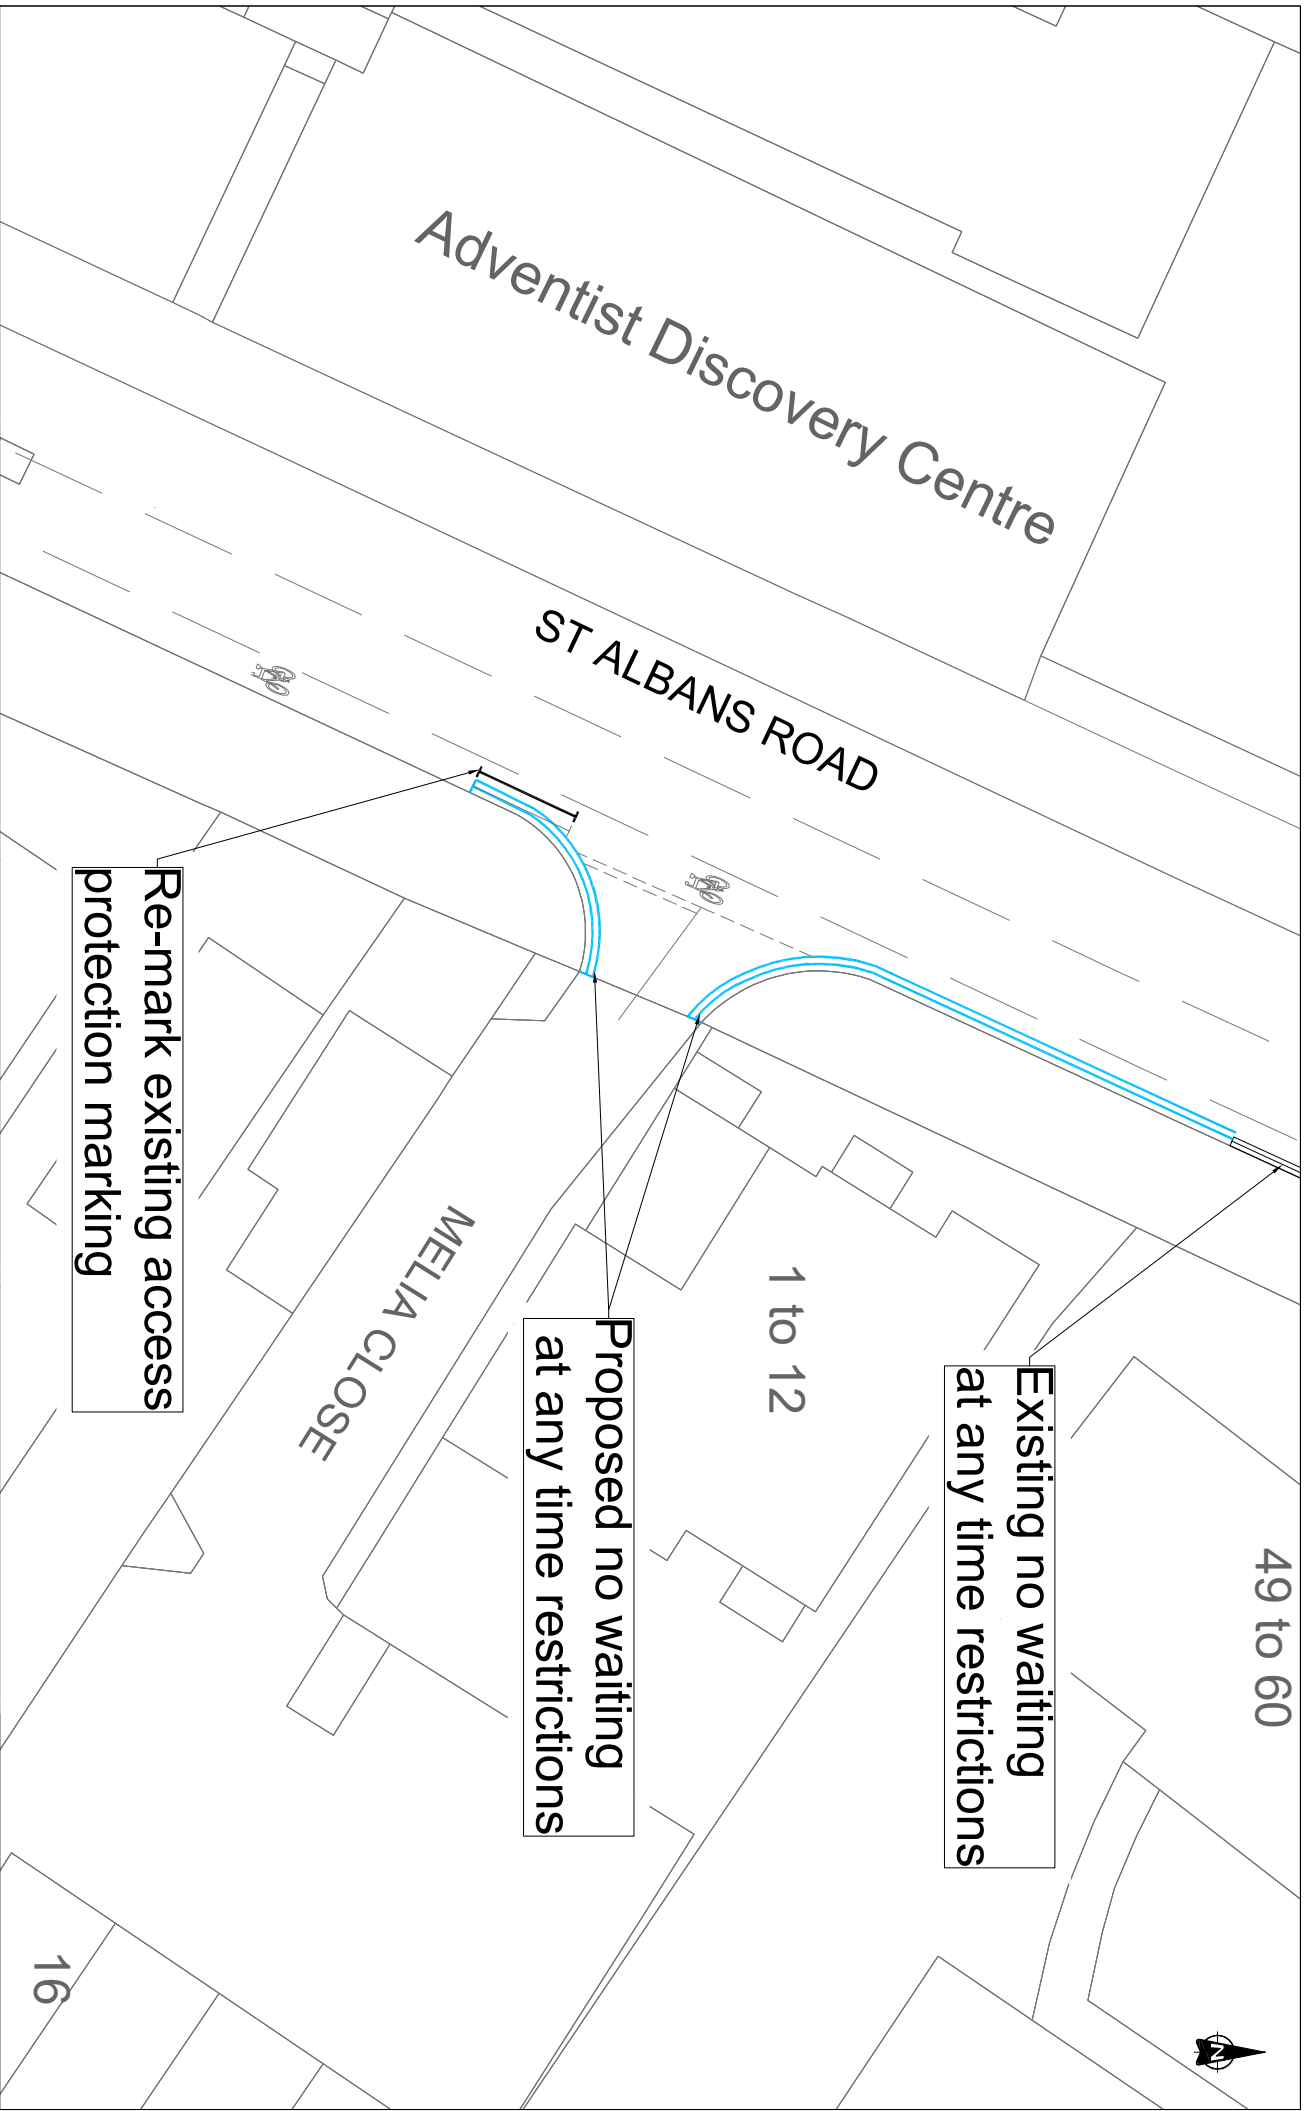 Adventist Discovery Centre
ST ALBANS ROAD
49 to 60
Existing no waiting
at any time restrictions
1 to 12
Proposed no waiting
at any time restrictions
MELIA CLOSE
Re-mark existing access
protection marking
16
N